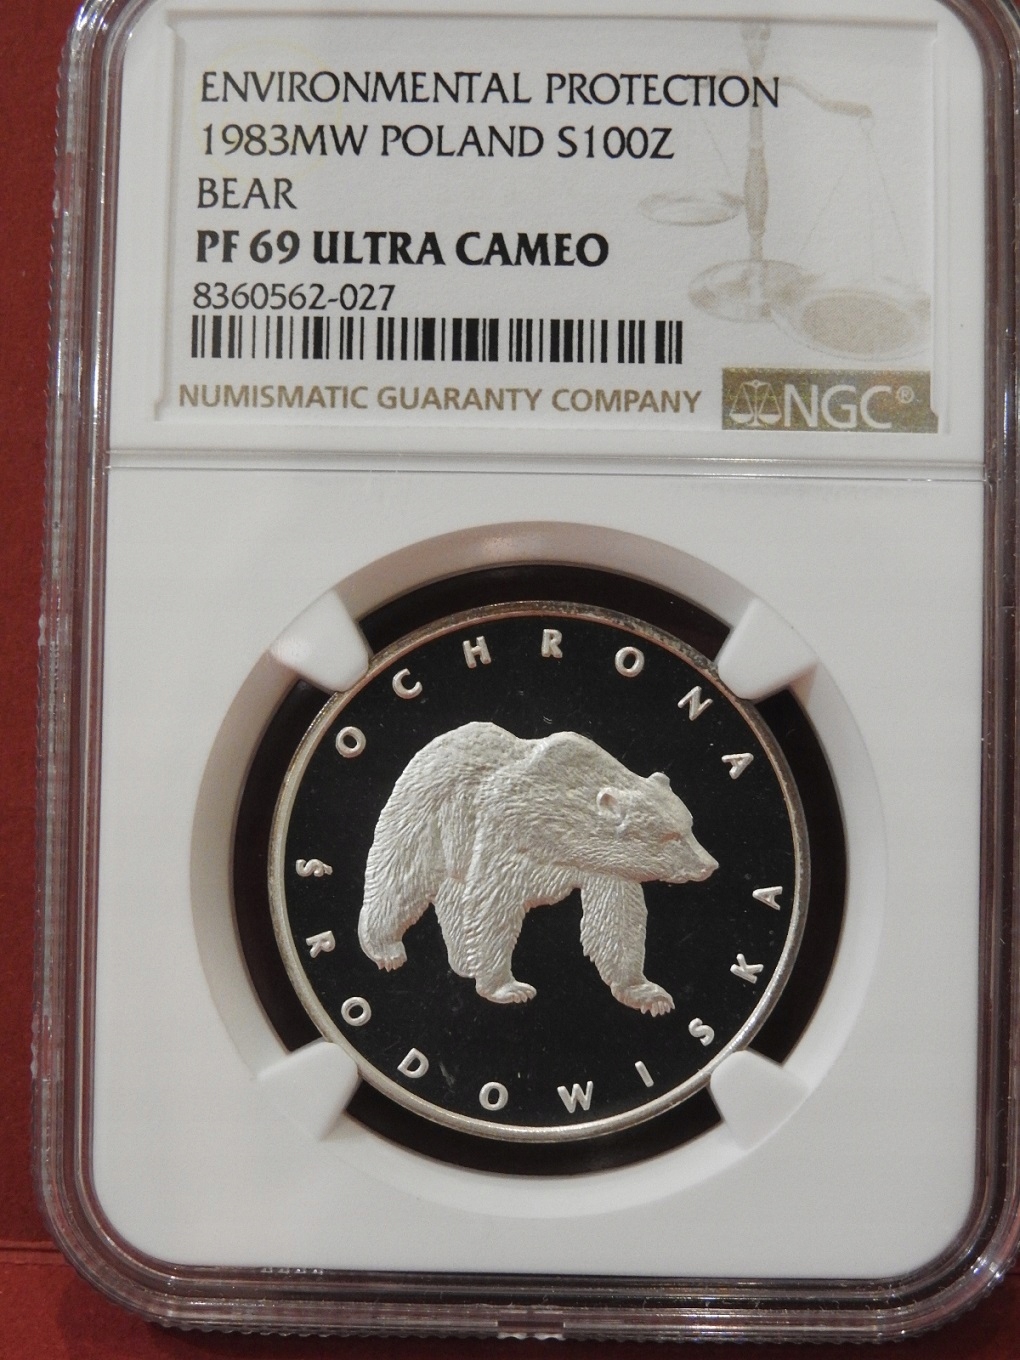 ENVIRONMENTAL PROTECTION
1983MW POLAND S100Z
BEAR
PF 69 ULTRA CAMEO
8360562-027
NUMISMATIC GUARANTY COMPANY
NGC®
OCHRONA
ŚRODOWISKA